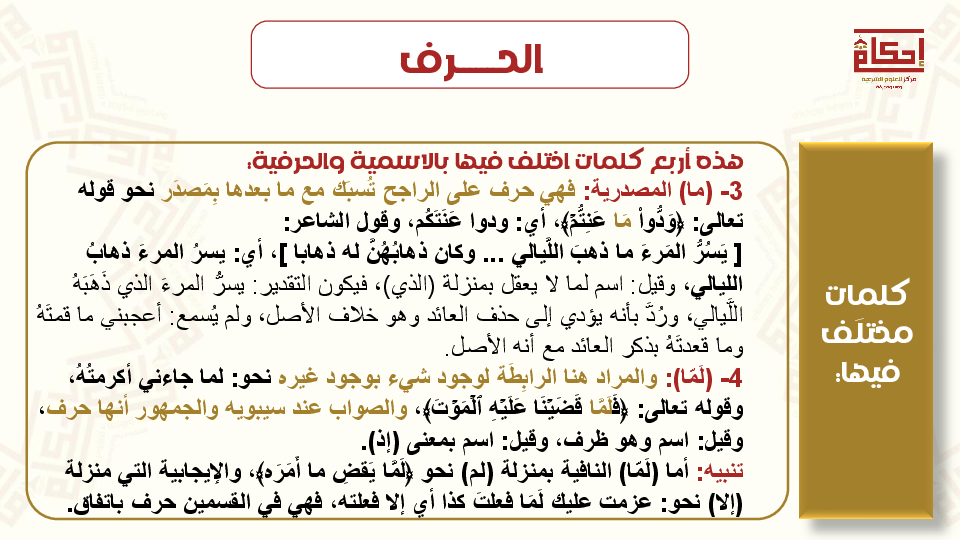 الحــــرف
إحكام
مركز للعلوم الشرعية
هذه أربع كلمات اختلف فيها بالاسمية والحرفية:
3- (ما) المصدرية: فهي حرف على الراجح تُسبَك مع ما بعدها بِمَصدَر نحو قوله
تعالى: ﴿وَدُّواْ مَا عَنِتُّمْ﴾، أي: ودوا عَنَتَكُم، وقول الشاعر:
[ يَسُرُّ المَرءَ ما ذهبَ اللَّيالي ... وكان ذهابُهُنَّ له ذهابا ]، أي: يسرُ المرءَ ذهابُ
الليالي، وقيل: اسم لما لا يعقل بمنزلة (الذي)، فيكون التقدير: يسرُّ المرءَ الذي ذَهَبَهُ
اللَّيالي، ورُدَّ بأنه يؤدي إلى حذف العائد وهو خلاف الأصل، ولم يُسمع: أعجبني ما قمتَهُ
وما قعدتَهُ بذكر العائد مع أنه الأصل.
4- (لَمَّا): والمراد هنا الرابِطَة لوجود شيء بوجود غيره نحو: لما جاءني أكرمتُهُ،
وقوله تعالى: ﴿فَلَمَّا قَضَيْنَا عَلَيْهِ ٱلْمَوْتَ﴾، والصواب عند سيبويه والجمهور أنها حرف،
وقيل: اسم وهو ظرف، وقيل: اسم بمعنى (إذ).
تنبيه: أما (لَمَّا) النافية بمنزلة (لم) نحو ﴿لَمَّا يَقضِ ما أَمَرَه﴾، والإيجابية التي منزلة
(إلا) نحو: عزمت عليك لَمَا فعلتَ كذا أي إلا فعلته، فهي في القسمين حرف باتفاق.
كلمات
مختلَف
فيها: